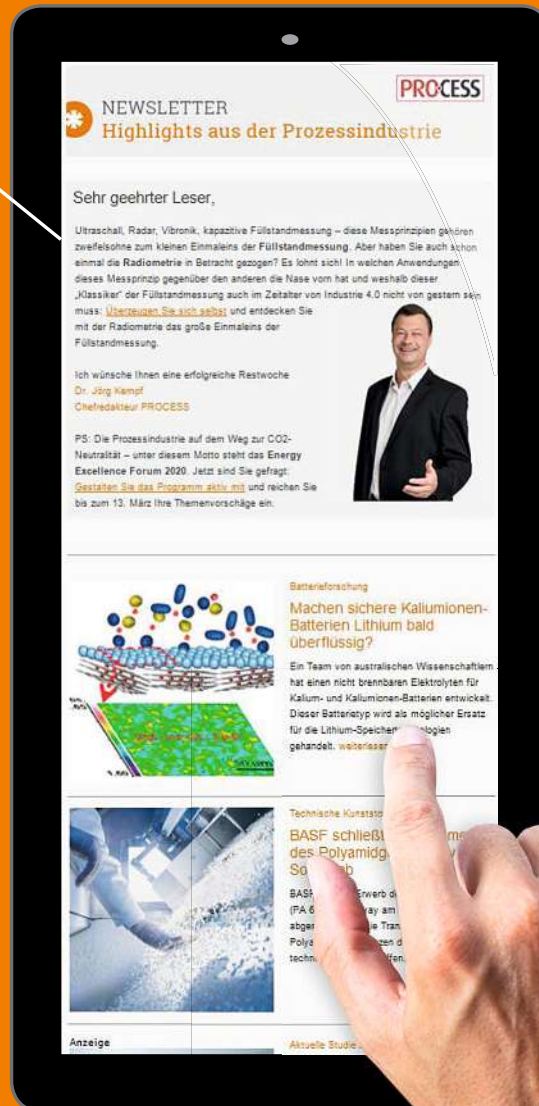 PROCESS
NEWSLETTER
Highlights aus der Prozessindustrie
Sehr geehrter Leser,
Ultraschall, Radar, Vibronik, kapazitive Füllstandmessung – diese Messprinzipien gehören
zweifelsohne zum kleinen Einmaleins der Füllstandmessung. Aber haben Sie auch schon
einmal die Radiometrie in Betracht gezogen? Es lohnt sich! In welchen Anwendungen
dieses Messprinzip gegenüber den anderen die Nase vorn hat und weshalb dieser
„Klassiker“ der Füllstandmessung auch im Zeitalter von Industrie 4.0 nicht von gestern sein
muss: Überzeugen Sie sich selbst und entdecken Sie
mit der Radiometrie das große Einmaleins der
Füllstandmessung.
Ich wünsche Ihnen eine erfolgreiche Restwoche
Dr. Jörg Kempf
Chefredakteur PROCESS
PS: Die Prozessindustrie auf dem Weg zur CO2-
Neutralität – unter diesem Motto steht das Energy
Excellence Forum 2020. Jetzt sind Sie gefragt:
Gestalten Sie das Programm aktiv mit und reichen Sie
bis zum 13. März Ihre Themenvorschäge ein.
Batterieforschung
Machen sichere Kaliumionen-
Batterien Lithium bald
überflüssig?
Ein Team von australischen Wissenschaftlern
hat einen nicht brennbaren Elektrolyten für
Kalium- und Kaliumionen-Batterien entwickelt.
Dieser Batterietyp wird als möglicher Ersatz
für die Lithium-Speicher
gehandelt. weiterlesen
Technische
BASF schließt
des
BASF Erwerb
(PA 6 am
Anzeige
Aktuelle Studie